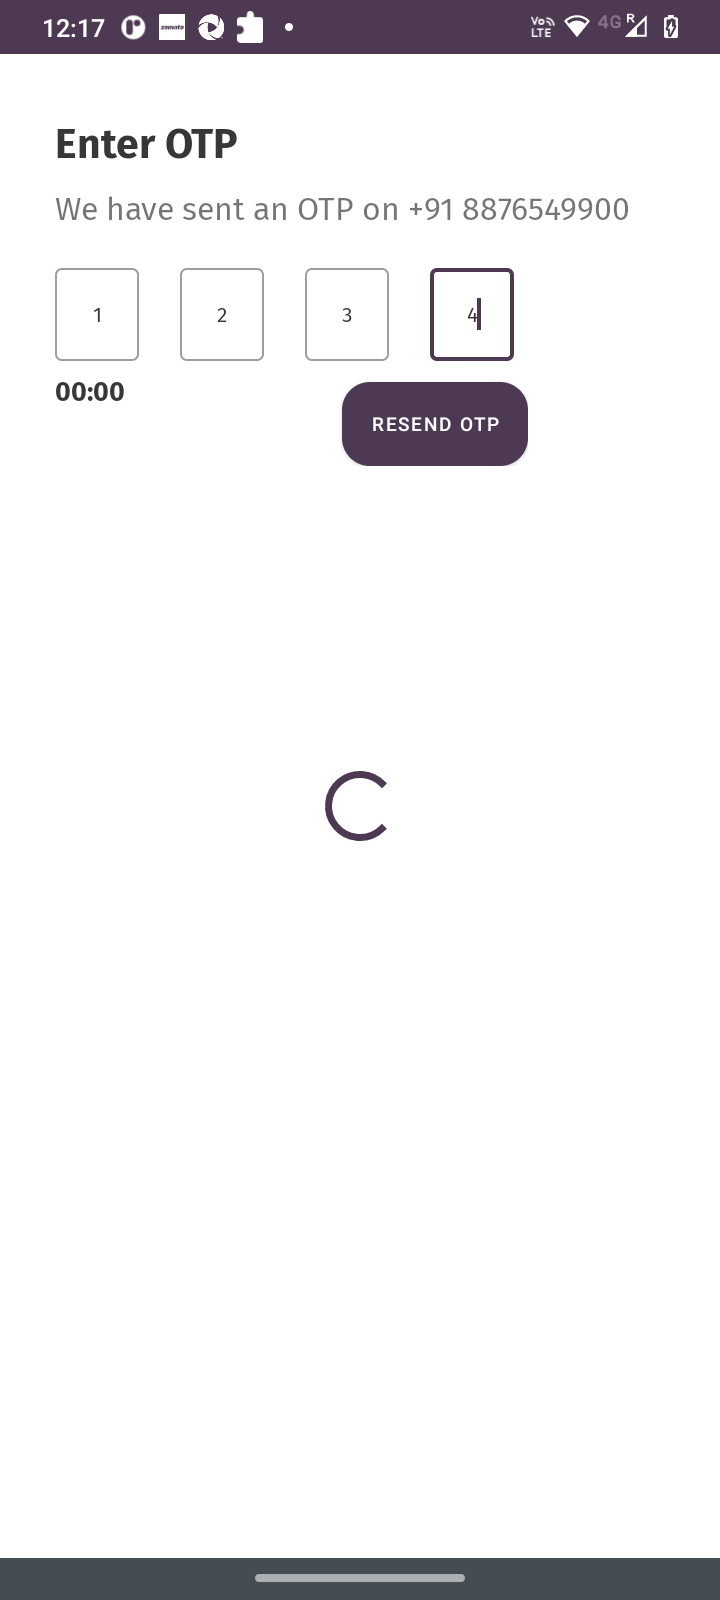 12:17 zomato Vo LTE 4G R
Enter OTP
We have sent an OTP on +91 8876549900
1 2 3 4
00:00
RESEND OTP